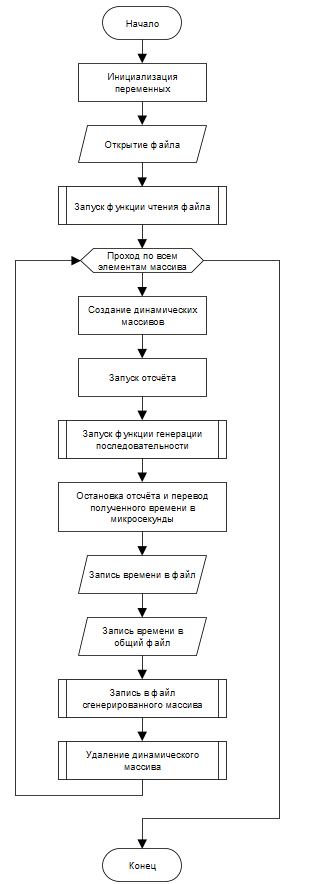 Начало
Инициализация
переменных
Открытие файла
Запуск функции чтения файла
Проход по всем
элементам массива
Создание динамических
массивов
Запуск отсчёта
Запуск функции генерации
последовательности
Остановка отсчёта и перевод
полученного времени в
микросекунды
Запись времени в файл
Запись времени в
общий файл
Запись в файл
сгенерированного массива
Удаление динамического
массива
Конец